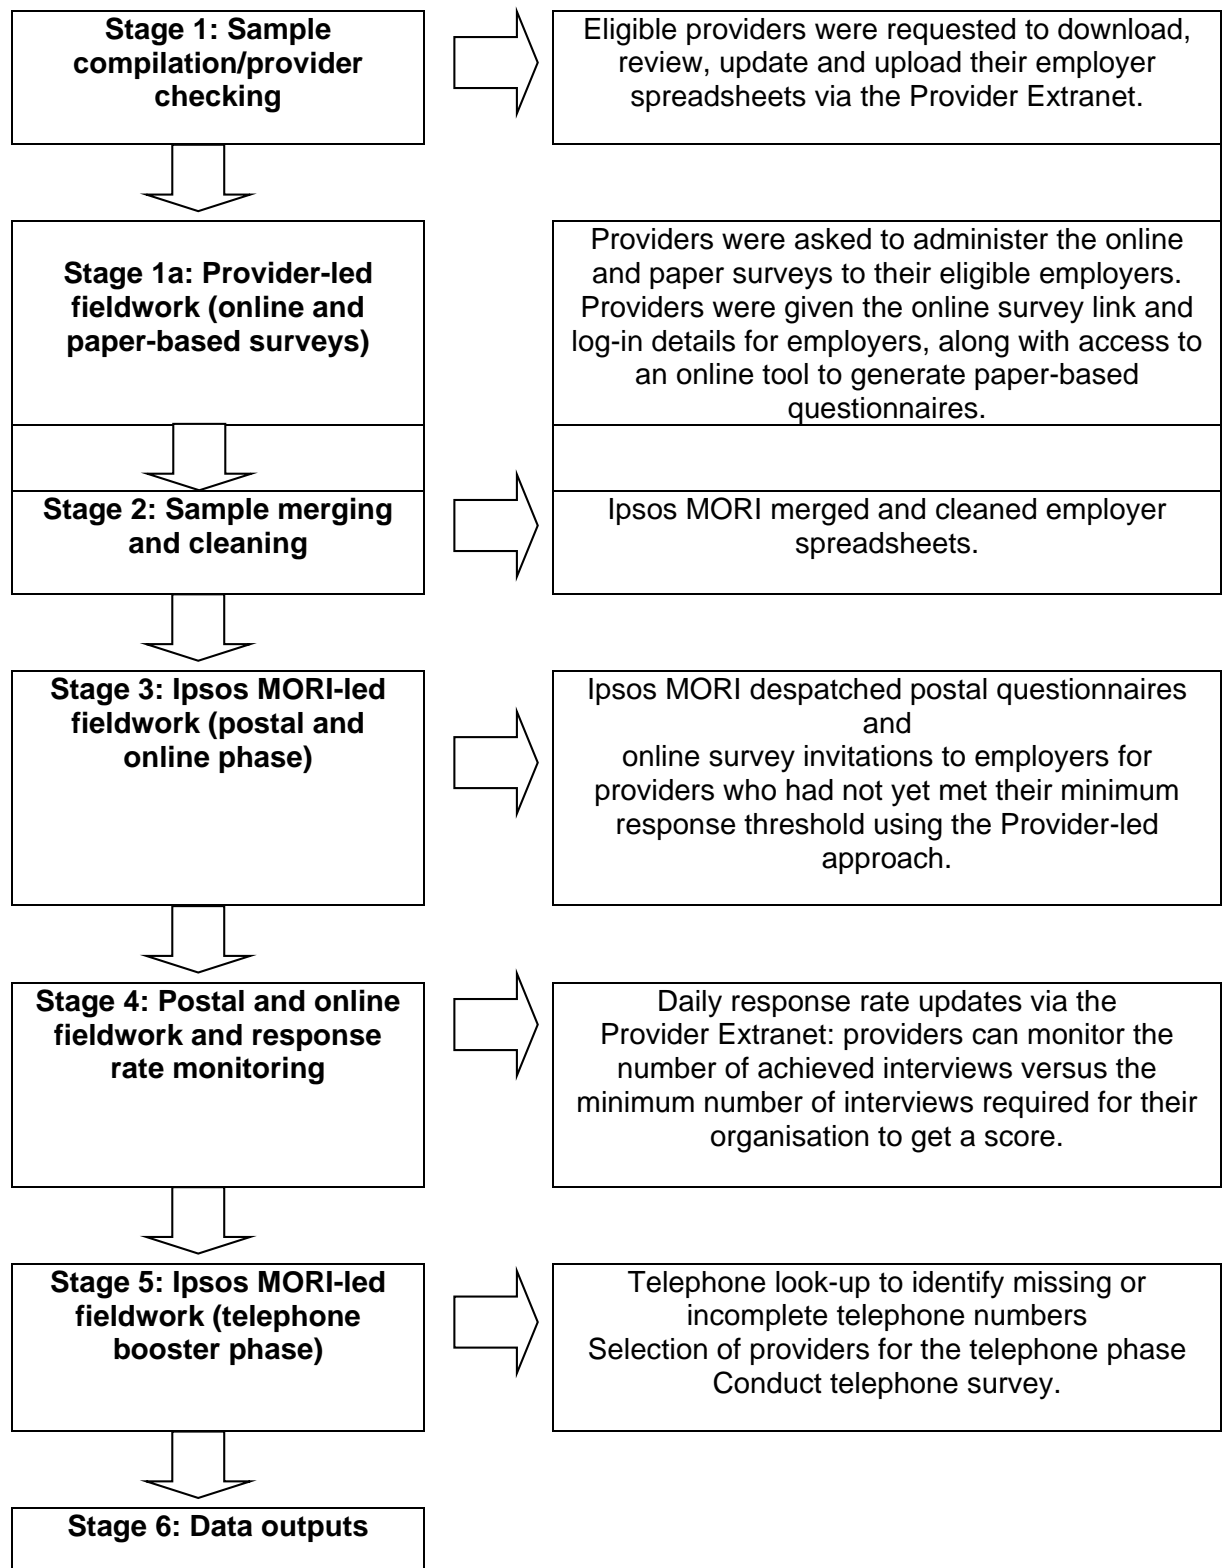 Stage 1: Sample
compilation/provider
checking
Eligible providers were requested to download,
review, update and upload their employer
spreadsheets via the Provider Extranet.
Stage 1a: Provider-led
fieldwork (online and
paper-based surveys)
Providers were asked to administer the online
and paper surveys to their eligible employers.
Providers were given the online survey link and
log-in details for employers, along with access to
an online tool to generate paper-based
questionnaires.
Stage 2: Sample merging
and cleaning
Ipsos MORI merged and cleaned employer
spreadsheets.
Stage 3: Ipsos MORI-led
fieldwork (postal and
online phase)
Ipsos MORI despatched postal questionnaires
and
online survey invitations to employers for
providers who had not yet met their minimum
response threshold using the Provider-led
approach.
Stage 4: Postal and online
fieldwork and response
rate monitoring
Daily response rate updates via the
Provider Extranet: providers can monitor the
number of achieved interviews versus the
minimum number of interviews required for their
organisation to get a score.
Stage 5: Ipsos MORI-led
fieldwork (telephone
booster phase)
Telephone look-up to identify missing or
incomplete telephone numbers
Selection of providers for the telephone phase
Conduct telephone survey.
Stage 6: Data outputs